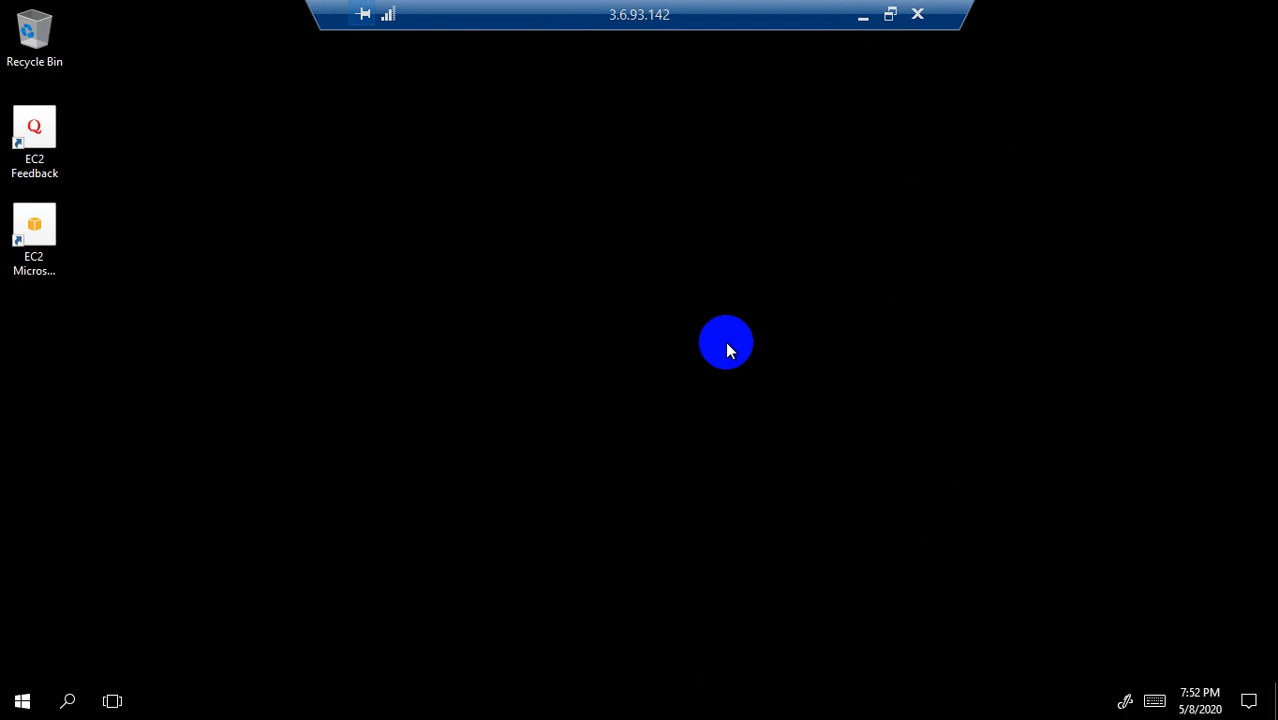 3.6.93.142
Recycle Bin
Q
EC2
Feedback
EC2
Micros...
7:52 PM
5/8/2020